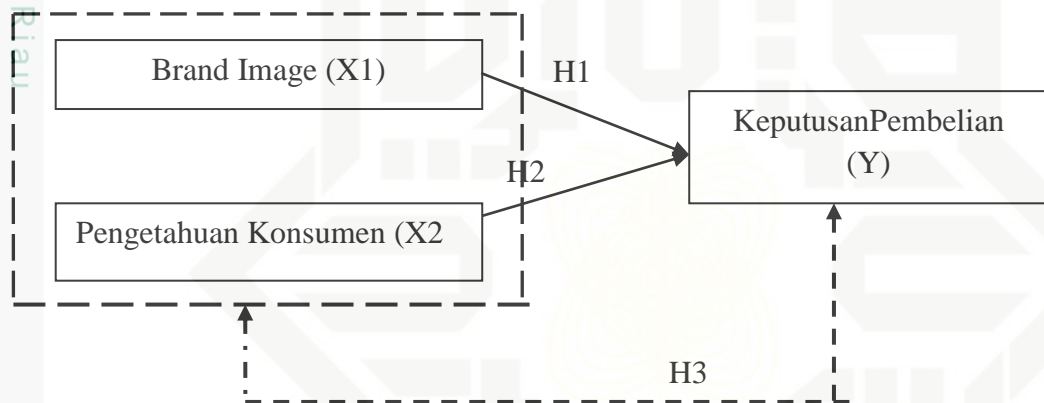 Riau
Brand Image (X1)
H1
KeputusanPembelian
(Y)
H2
Pengetahuan Konsumen (X2
H3